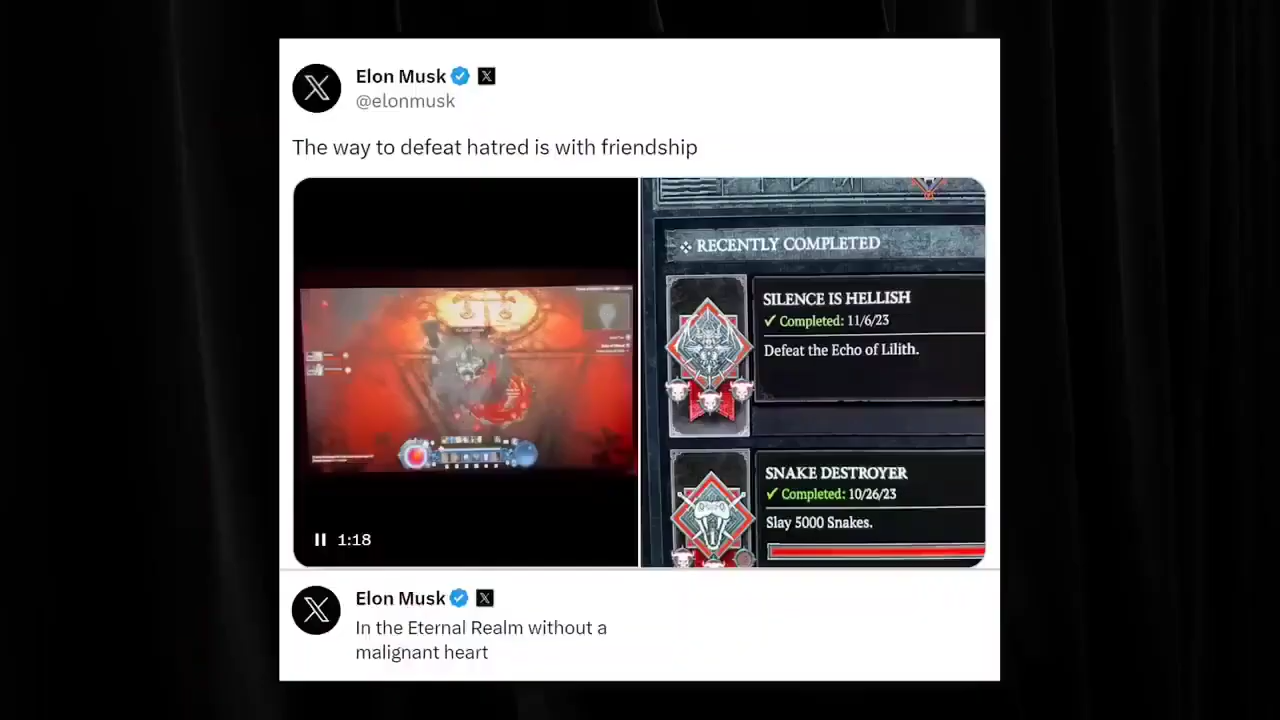 Elon Musk
@elonmusk
The way to defeat hatred is with friendship
1:18
RECENTLY COMPLETED
SILENCE IS HELLISH
✓ Completed: 11/6/23
Defeat the Echo of Lilith.
SNAKE DESTROYER
✓ Completed: 10/26/23
Slay 5000 Snakes.
Elon Musk
In the Eternal Realm without a
malignant heart